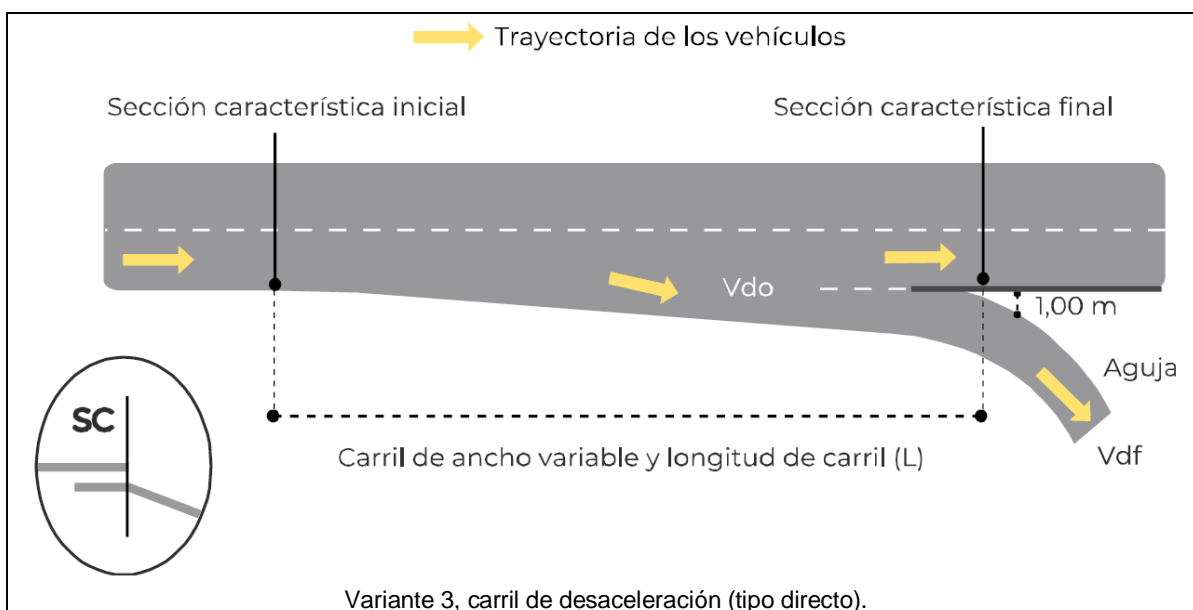 Trayectoria de los vehículos
Sección característica inicial
Sección característica final
Vdo
1,00 m
Aguja
SC
Carril de ancho variable y longitud de carril (L)
Vdf
Variante 3, carril de desaceleración (tipo directo).